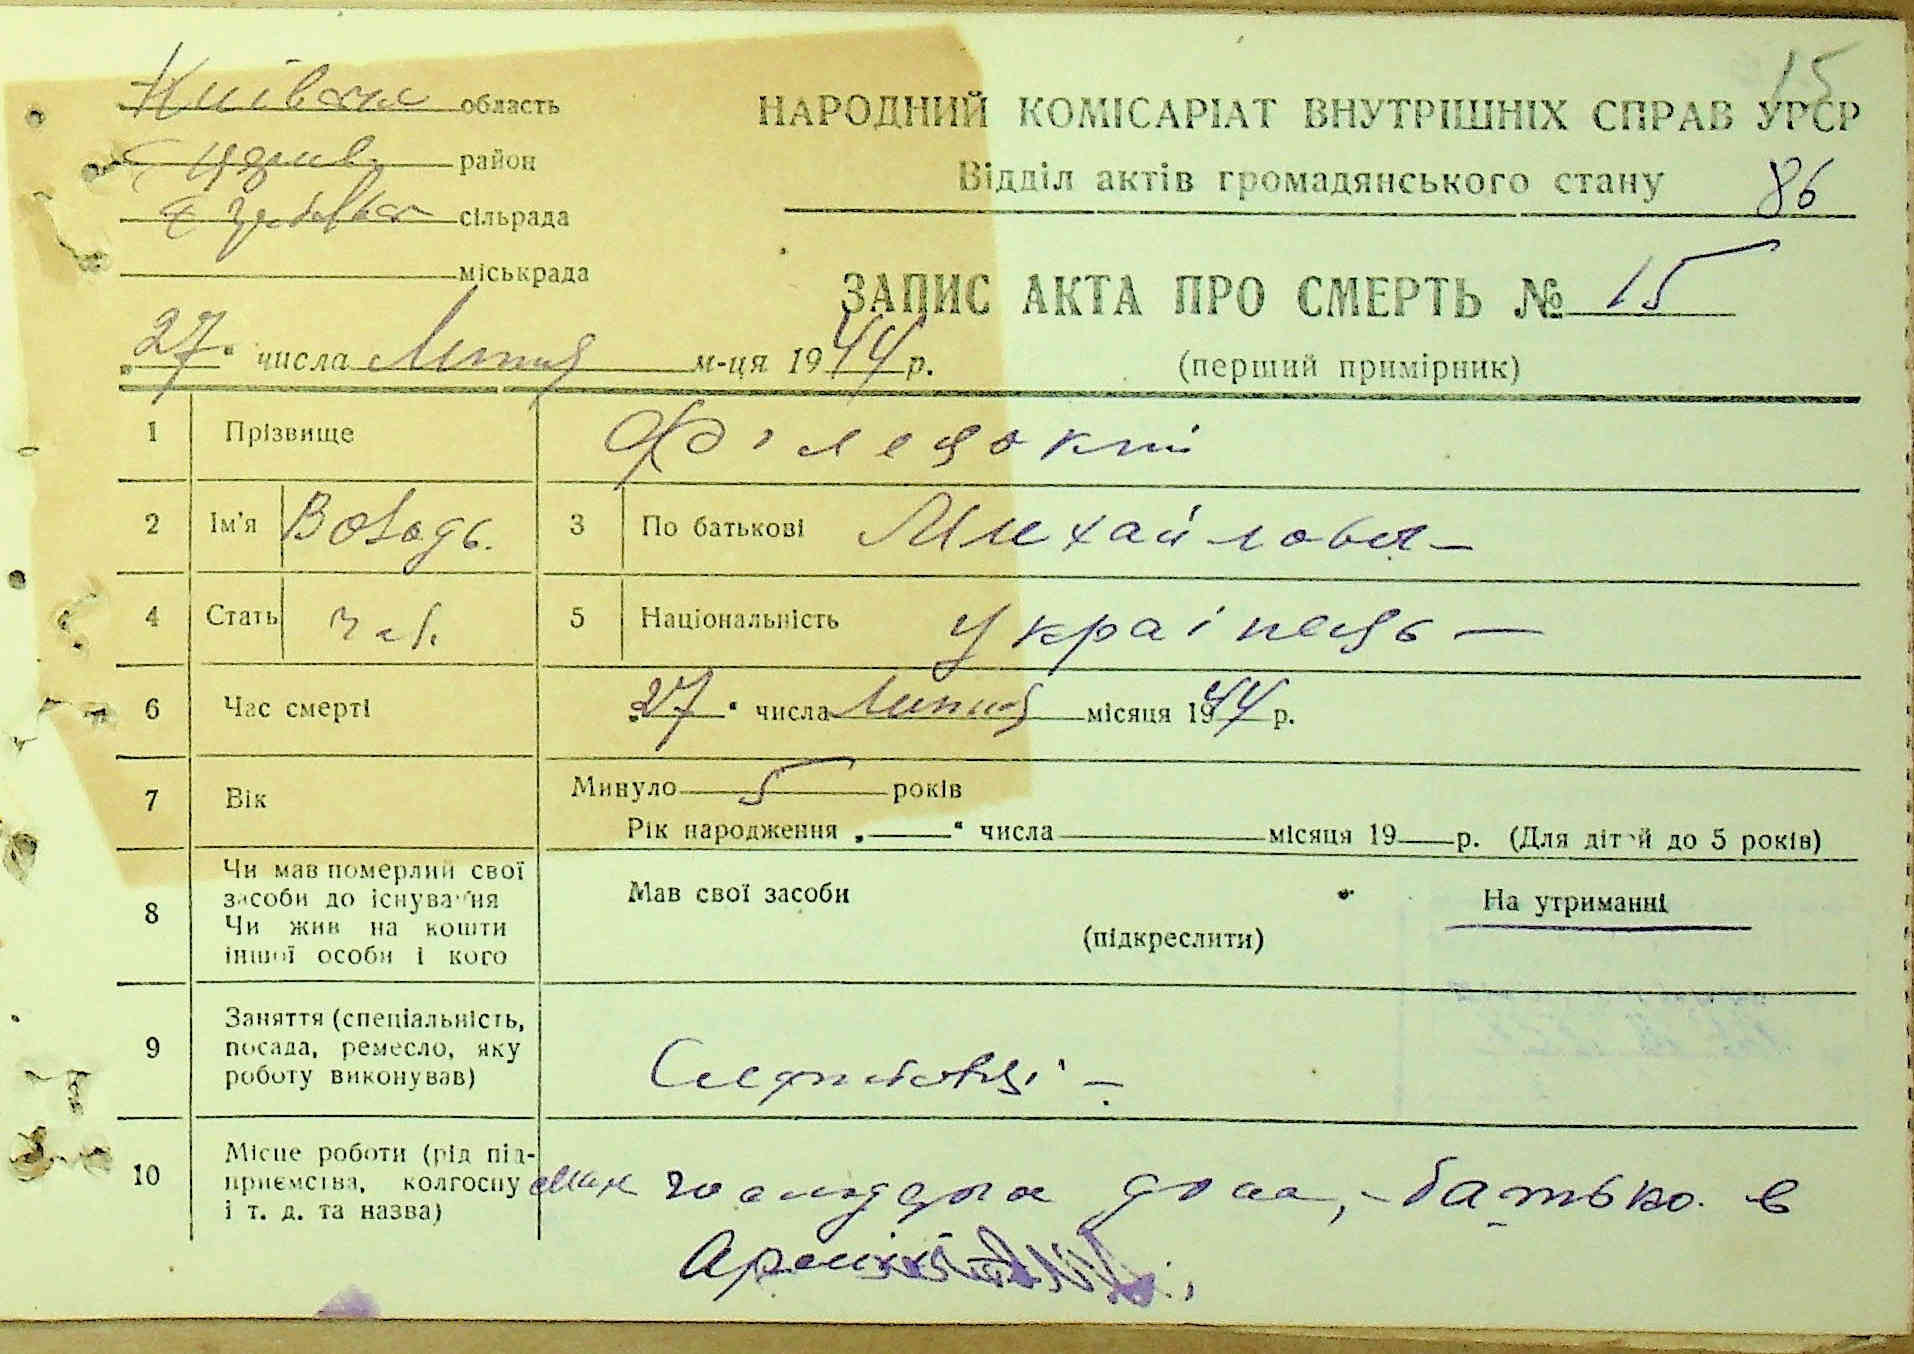 15
Київська область
район
сільрада
міськрада
НАРОДНИЙ КОМІСАРІАТ ВНУТРІШНІХ СПРАВ УРСР
Відділ актів громадянського стану
86
ЗАПИС АКТА ПРО СМЕРТЬ № 15
„27“ числа Липня м-ця 1944 р.
(перший примірник)
1 Прізвище
2 Ім'я Володь. 3 По батькові Михайлович
4 Стать чол. 5 Національність українець —
6 Час смерті „27“ числа Липня місяця 1944 р.
7 Вік Минуло 5 років
Рік народження „ “ числа місяця 19 р. (Для дітей до 5 років)
8 Чи мав померлий свої
засоби до існування
Чи жив на кошти
іншої особи і кого
Мав свої засоби На утриманні
(підкреслити)
9 Заняття (спеціальність,
посада, ремесло, яку
роботу виконував)
10 Місце роботи (рід під-
приємства, колгоспу
і т. д. та назва)
дома, батько в